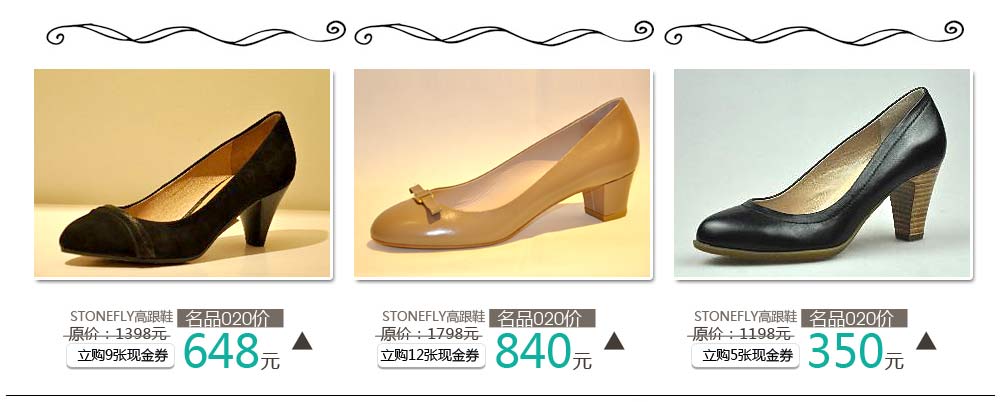 STONEFLY高跟鞋 名品020价
原价：1398元
立购9张现金券 648元
STONEFLY高跟鞋 名品020价
原价：1798元
立购12张现金券 840元
STONEFLY高跟鞋 名品020价
原价：1198元
立购5张现金券 350元